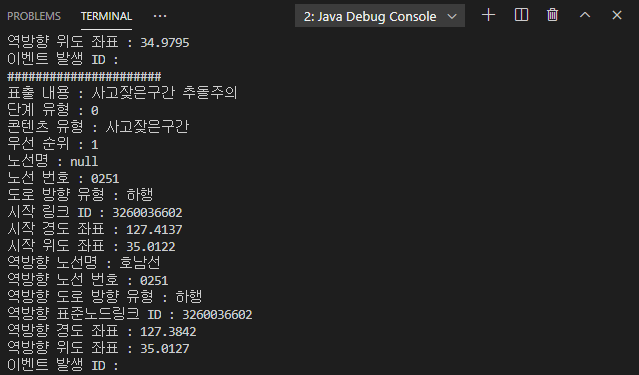 PROBLEMS TERMINAL ... 2: Java Debug Console
역방향 위도 좌표 : 34.9795
이벤트 발생 ID :
######################
표출 내용 : 사고잦은구간 추돌주의
단계 유형 : 0
콘텐츠 유형 : 사고잦은구간
우선 순위 : 1
노선명 : null
노선 번호 : 0251
도로 방향 유형 : 하행
시작 링크 ID : 3260036602
시작 경도 좌표 : 127.4137
시작 위도 좌표 : 35.0122
역방향 노선명 : 호남선
역방향 노선 번호 : 0251
역방향 도로 방향 유형 : 하행
역방향 표준노드링크 ID : 3260036602
역방향 경도 좌표 : 127.3842
역방향 위도 좌표 : 35.0127
이벤트 발생 ID :